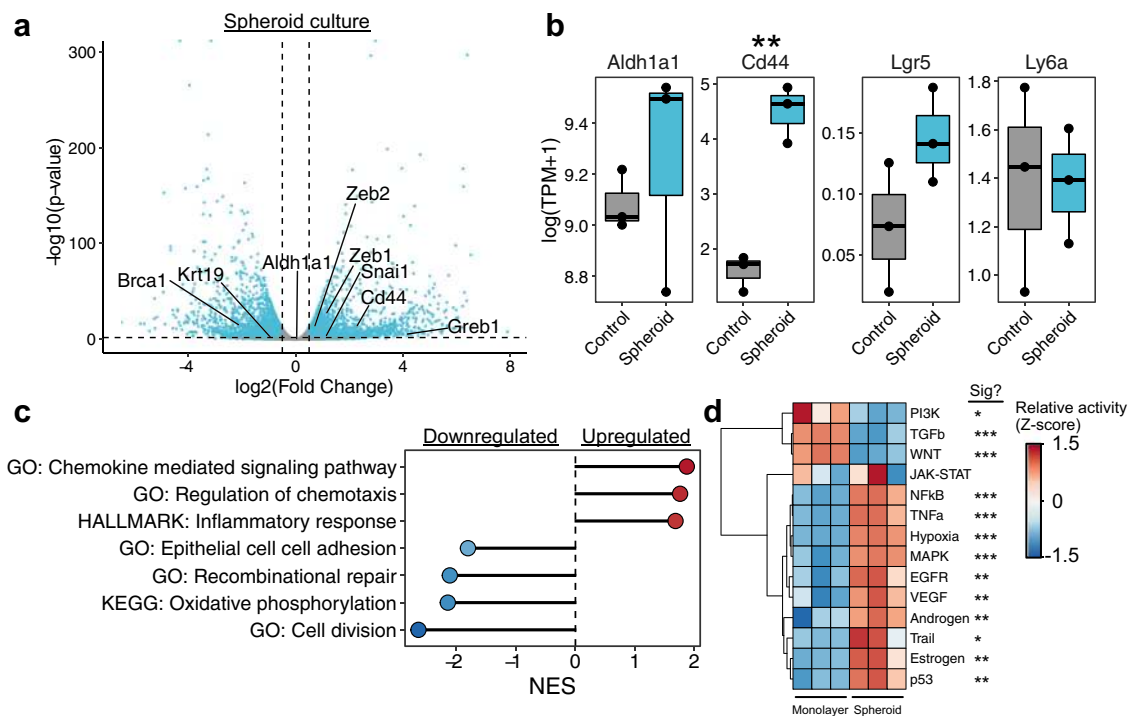 a
Spheroid culture
300
200
100
0
-log10(p-value)
Zeb2
Aldh1a1
Zeb1
Snai1
Krt19
Brca1
Cd44
Greb1
-4
0
4
8
log2(Fold Change)
b
**
Aldh1a1
Cd44
Lgr5
Ly6a
log(TPM+1)
9.4
9.2
9.0
8.8
5
4
3
2
0.15
0.10
0.05
1.8
1.6
1.4
1.2
1.0
Control
Spheroid
Control
Spheroid
Control
Spheroid
Control
Spheroid
c
Downregulated
Upregulated
GO: Chemokine mediated signaling pathway
GO: Regulation of chemotaxis
HALLMARK: Inflammatory response
GO: Epithelial cell cell adhesion
GO: Recombinational repair
KEGG: Oxidative phosphorylation
GO: Cell division
−2
−1
0
1
2
NES
d
Sig?
PI3K *
TGFb ***
WNT ***
JAK-STAT
NFkB ***
TNFa ***
Hypoxia ***
MAPK ***
EGFR **
VEGF **
Androgen **
Trail *
Estrogen **
p53 **
Monolayer
Spheroid
Relative activity
(Z-score)
1.5
0
−1.5